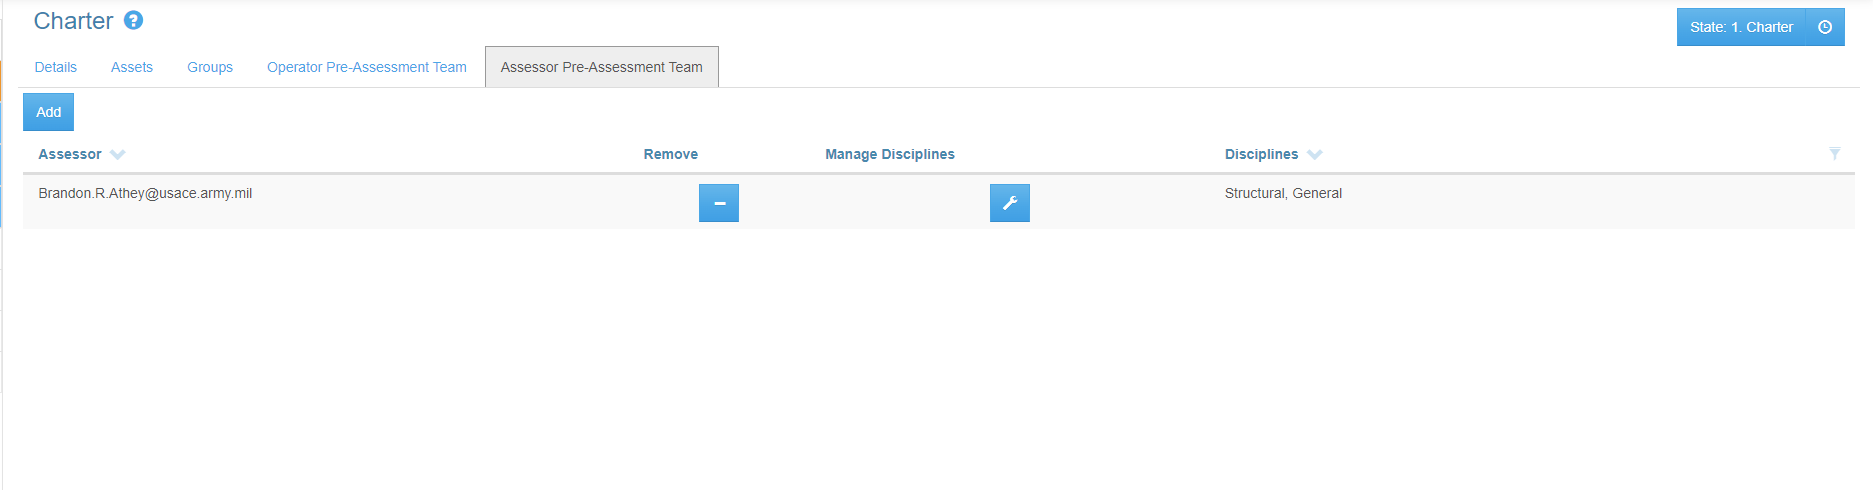 Charter ?
State: 1. Charter
Details Assets Groups Operator Pre-Assessment Team Assessor Pre-Assessment Team
Add
Assessor Remove Manage Disciplines Disciplines
Brandon.R.Athey@usace.army.mil Structural, General